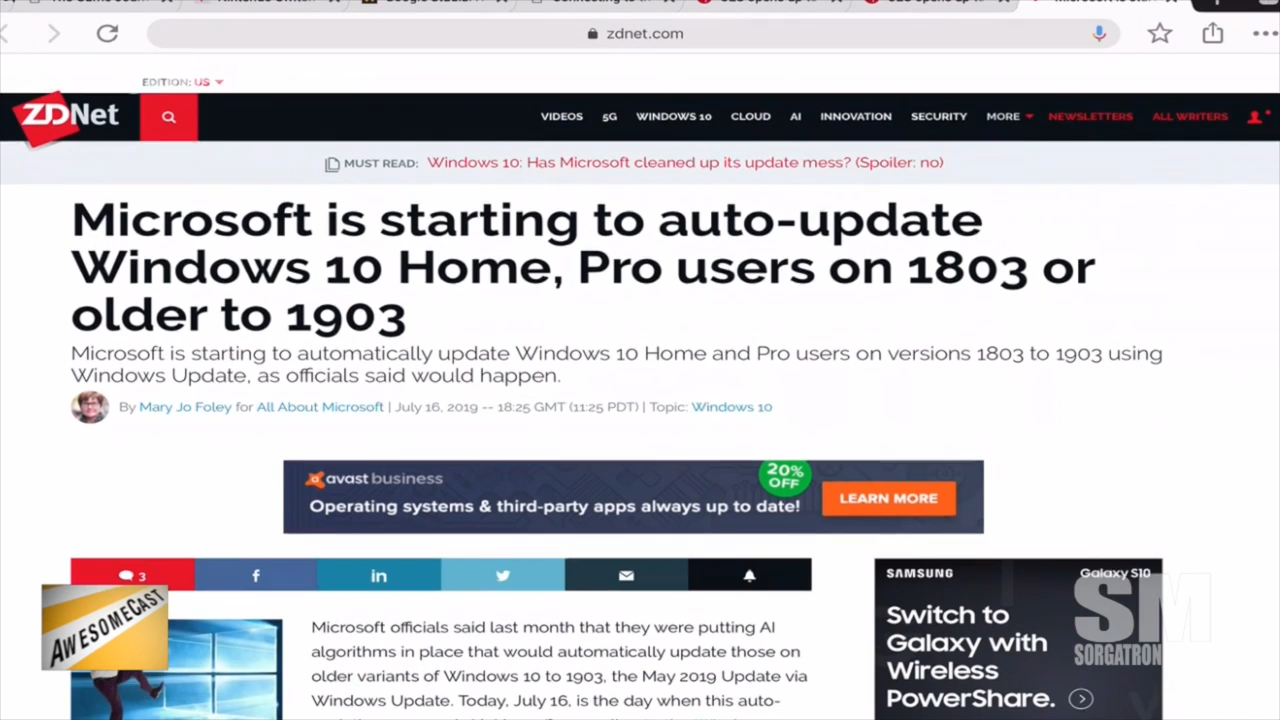 zdnet.com
EDITION: US
ZDNet
VIDEOS 5G WINDOWS 10 CLOUD AI INNOVATION SECURITY MORE NEWSLETTERS ALL WRITERS
MUST READ: Windows 10: Has Microsoft cleaned up its update mess? (Spoiler: no)
Microsoft is starting to auto-update
Windows 10 Home, Pro users on 1803 or
older to 1903
Microsoft is starting to automatically update Windows 10 Home and Pro users on versions 1803 to 1903 using
Windows Update, as officials said would happen.
By Mary Jo Foley for All About Microsoft | July 16, 2019 -- 18:25 GMT (11:25 PDT) | Topic: Windows 10
avast business
Operating systems & third-party apps always up to date!
20%
OFF
LEARN MORE
3
f
in
AWESOMECAST
Microsoft officials said last month that they were putting AI
algorithms in place that would automatically update those on
older variants of Windows 10 to 1903, the May 2019 Update via
Windows Update. Today, July 16, is the day when this auto-
SAMSUNG Galaxy S10
Switch to
Galaxy with
Wireless
PowerShare.
SM
SORGATRON